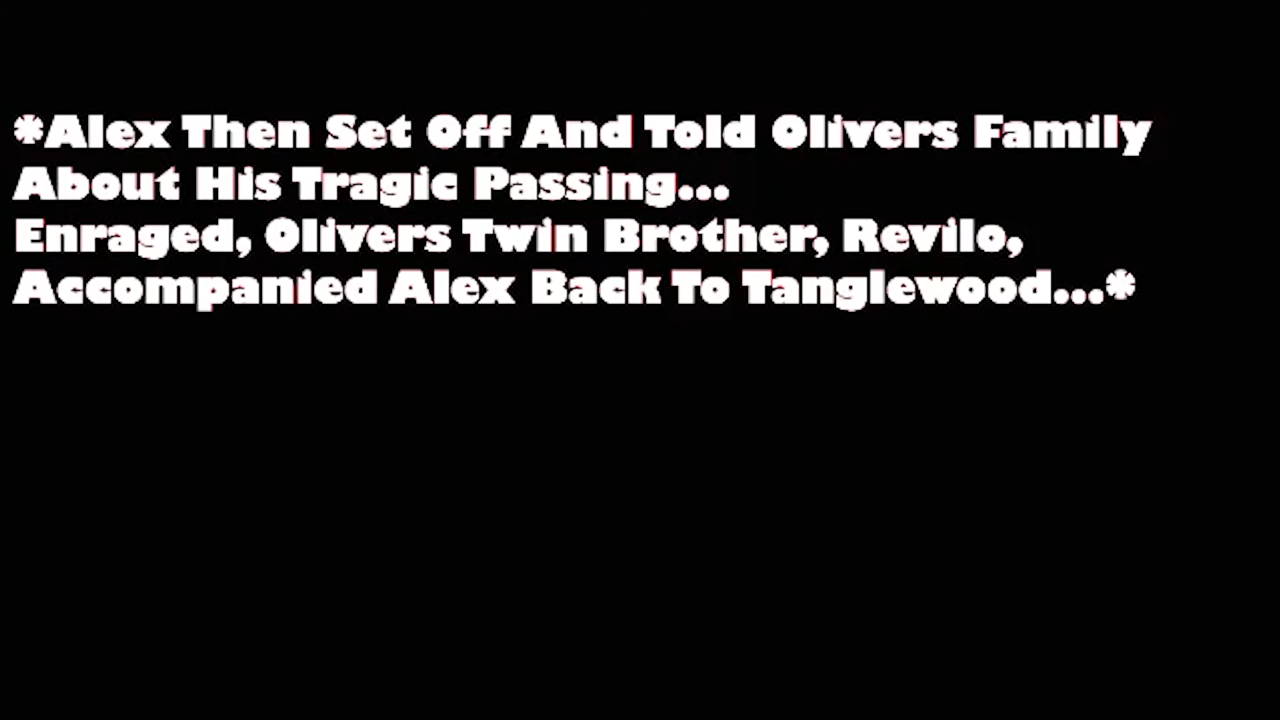 *Alex Then Set Off And Told Olivers Family
About His Tragic Passing...
Enraged, Olivers Twin Brother, Revilo,
Accompanied Alex Back To Tanglewood...*